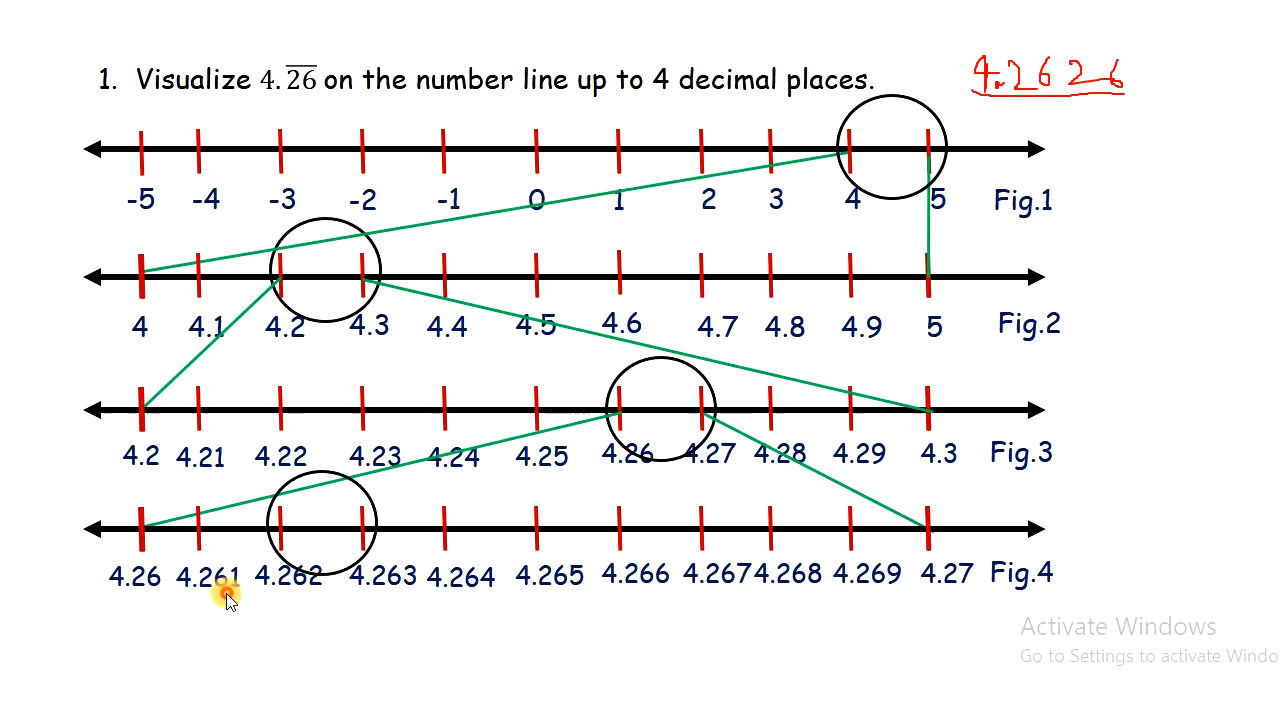 1. Visualize 4.2̅6̅ on the number line up to 4 decimal places.
4.2626
-5 -4 -3 -2 -1 0 1 2 3 4 5 Fig.1
4 4.1 4.2 4.3 4.4 4.5 4.6 4.7 4.8 4.9 5 Fig.2
4.2 4.21 4.22 4.23 4.24 4.25 4.26 4.27 4.28 4.29 4.3 Fig.3
4.26 4.261 4.262 4.263 4.264 4.265 4.266 4.267 4.268 4.269 4.27 Fig.4
Activate Windows
Go to Settings to activate Windo